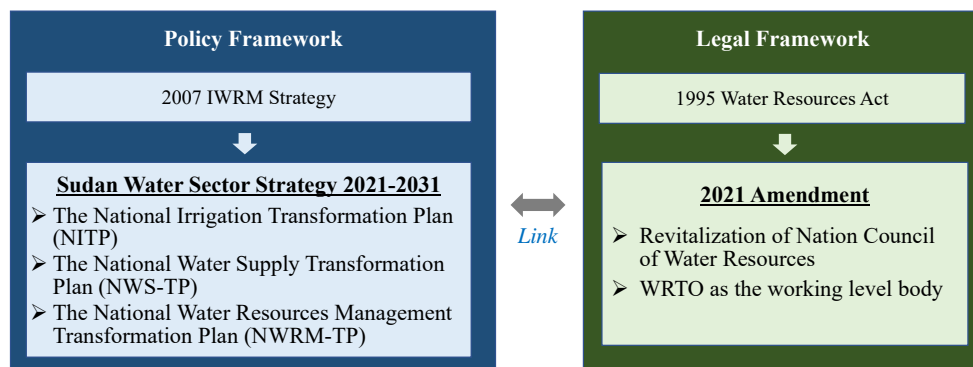 Policy Framework
2007 IWRM Strategy
Sudan Water Sector Strategy 2021-2031
➢ The National Irrigation Transformation Plan
(NITP)
➢ The National Water Supply Transformation
Plan (NWS-TP)
➢ The National Water Resources Management
Transformation Plan (NWRM-TP)
Link
Legal Framework
1995 Water Resources Act
2021 Amendment
➢ Revitalization of Nation Council
of Water Resources
➢ WRTO as the working level body